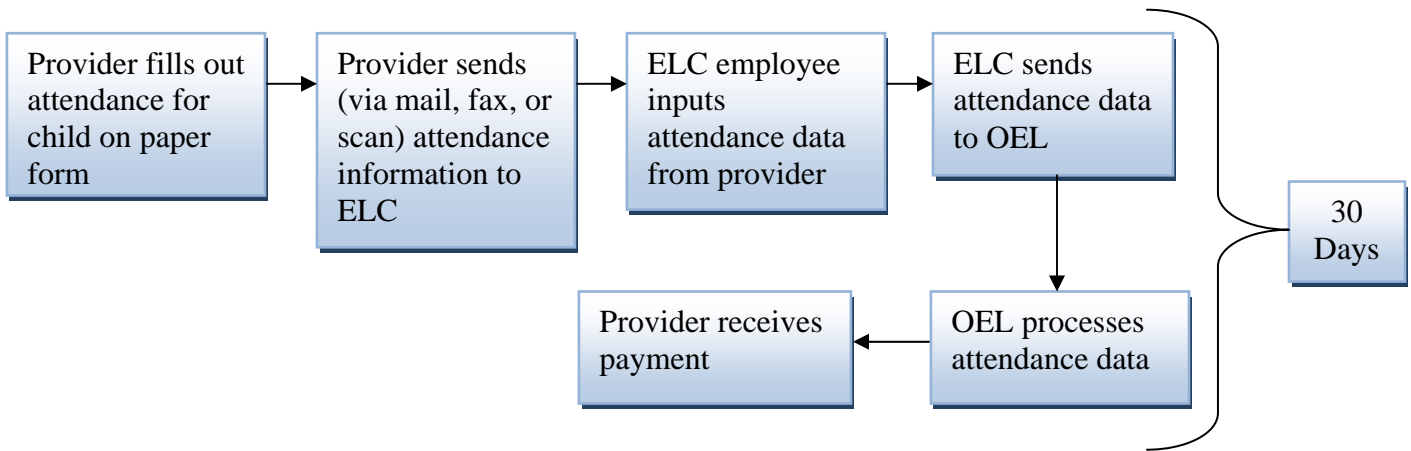 Provider fills out
attendance for
child on paper
form
Provider sends
(via mail, fax, or
scan) attendance
information to
ELC
ELC employee
inputs
attendance data
from provider
ELC sends
attendance data
to OEL
30
Days
OEL processes
attendance data
Provider receives
payment